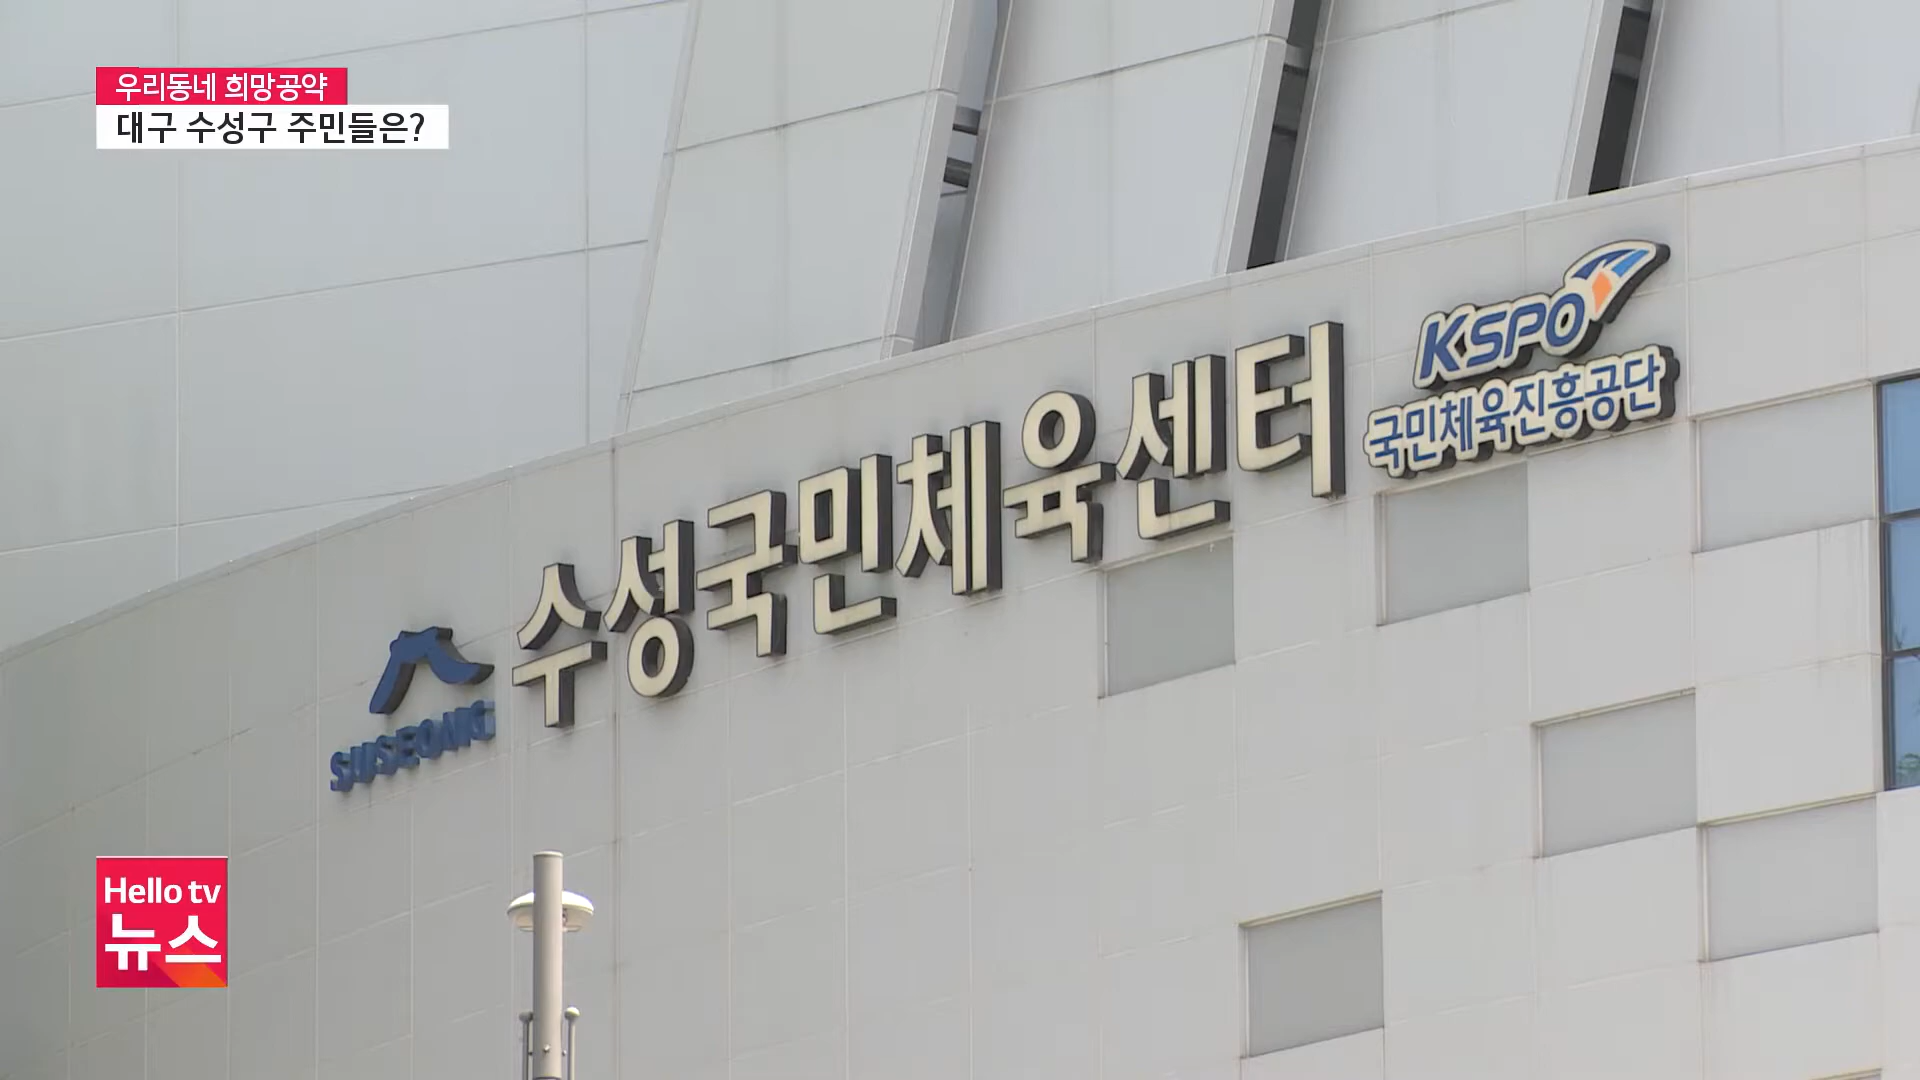 우리동네 희망공약
대구 수성구 주민들은?
KSPO
국민체육진흥공단
수성국민체육센터
SUSEONG
Hello tv
뉴스